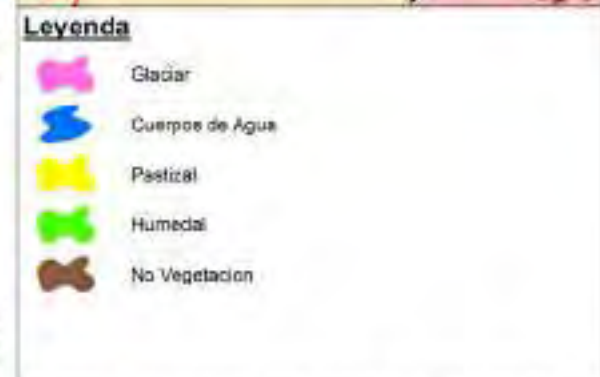 Leyenda
Glaciar
Cuerpos de Agua
Pastizal
Humedal
No Vegetacion